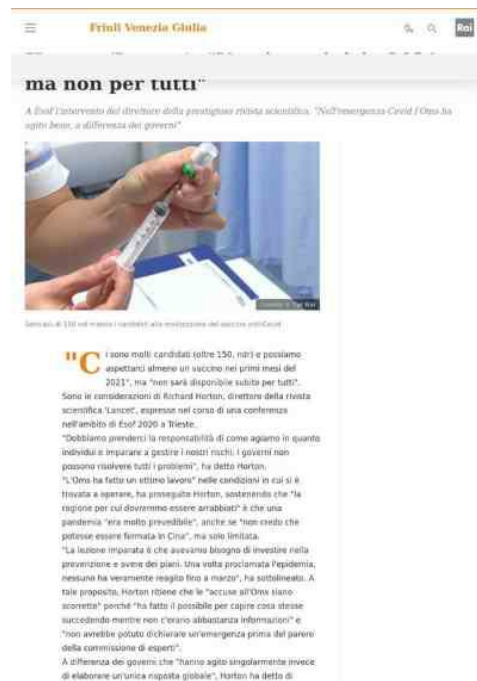 Friuli Venezia Giulia
Rai
ma non per tutti"
A Esof l'intervento del direttore della prestigiosa rivista scientifica. "Nell'emergenza Covid l'Oms ha
agito bene, a differenza dei governi"
"C
i sono molti candidati (oltre 150, ndr) e possiamo
aspettarci almeno un vaccino nei primi mesi del
2021", ma "non sarà disponibile subito per tutti".
Sono le considerazioni di Richard Horton, direttore della rivista
scientifica 'Lancet', espresse nel corso di una conferenza
nell'ambito di Esof 2020 a Trieste.
"Dobbiamo prenderci la responsabilità di come agiamo in quanto
individui e imparare a gestire i nostri rischi. I governi non
possono risolvere tutti i problemi", ha detto Horton.
"L'Oms ha fatto un ottimo lavoro" nelle condizioni in cui si è
trovata a operare, ha proseguito Horton, sostenendo che "la
ragione per cui dovremmo essere arrabbiati" è che una
pandemia "era molto prevedibile", anche se "non credo che
potesse essere fermata in Cina", ma solo limitata.
"La lezione imparata è che avevamo bisogno di investire nella
prevenzione e avere dei piani. Una volta proclamata l'epidemia,
nessuno ha veramente reagito fino a marzo", ha sottolineato. A
tale proposito, Horton ritiene che le "accuse all'Oms siano
scorrette" perché "ha fatto il possibile per capire cosa stesse
succedendo mentre non c'erano abbastanza informazioni" e
"non avrebbe potuto dichiarare un'emergenza prima del parere
della commissione di esperti".
A differenza dei governi che "hanno agito singolarmente invece
di elaborare un'unica risposta globale", Horton ha detto di